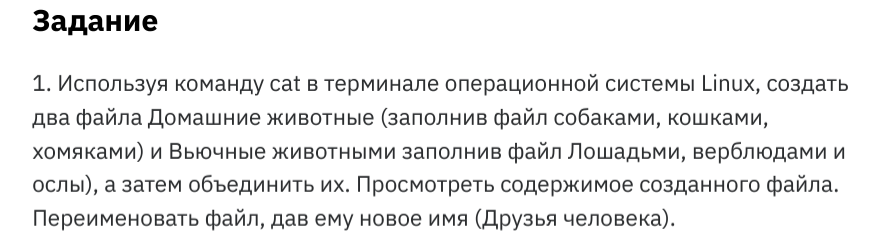 Задание
1. Используя команду cat в терминале операционной системы Linux, создать
два файла Домашние животные (заполнив файл собаками, кошками,
хомяками) и Вьючные животными заполнив файл Лошадьми, верблюдами и
ослы), а затем объединить их. Просмотреть содержимое созданного файла.
Переименовать файл, дав ему новое имя (Друзья человека).